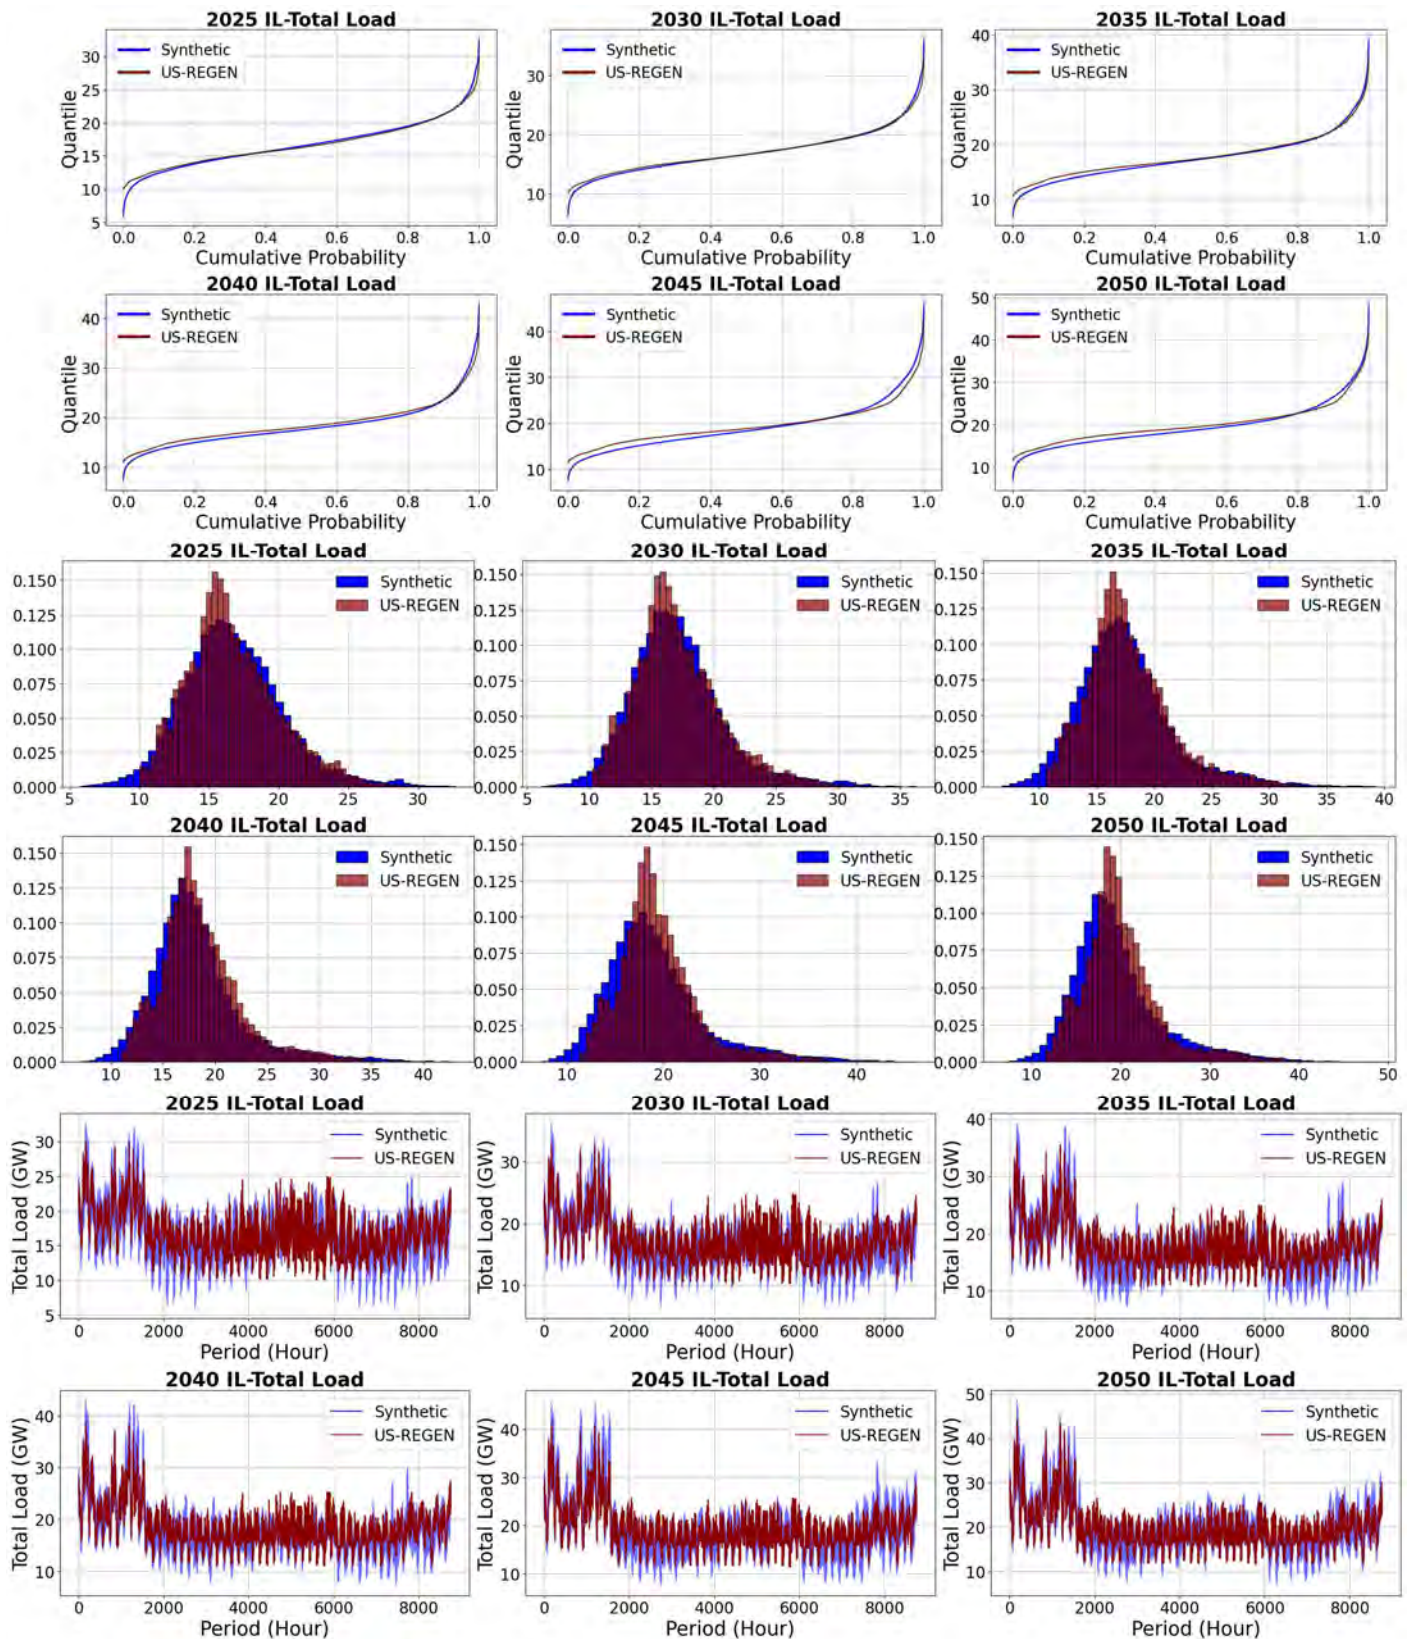 2025 IL-Total Load 2030 IL-Total Load 2035 IL-Total Load
Quantile
30
25
20
15
10
5
Synthetic
US-REGEN
0.0 0.2 0.4 0.6 0.8 1.0
Cumulative Probability
Quantile
30
20
10
Synthetic
US-REGEN
0.0 0.2 0.4 0.6 0.8 1.0
Cumulative Probability
Quantile
40
30
20
10
Synthetic
US-REGEN
0.0 0.2 0.4 0.6 0.8 1.0
Cumulative Probability
2040 IL-Total Load 2045 IL-Total Load 2050 IL-Total Load
Quantile
40
30
20
10
Synthetic
US-REGEN
0.0 0.2 0.4 0.6 0.8 1.0
Cumulative Probability
Quantile
40
30
20
10
Synthetic
US-REGEN
0.0 0.2 0.4 0.6 0.8 1.0
Cumulative Probability
Quantile
50
40
30
20
10
Synthetic
US-REGEN
0.0 0.2 0.4 0.6 0.8 1.0
Cumulative Probability
2025 IL-Total Load 2030 IL-Total Load 2035 IL-Total Load
0.150
0.125
0.100
0.075
0.050
0.025
0.000
Synthetic
US-REGEN
5 10 15 20 25 30
0.150
0.125
0.100
0.075
0.050
0.025
0.000
Synthetic
US-REGEN
5 10 15 20 25 30 35
0.150
0.125
0.100
0.075
0.050
0.025
0.000
Synthetic
US-REGEN
10 15 20 25 30 35 40
2040 IL-Total Load 2045 IL-Total Load 2050 IL-Total Load
0.150
0.125
0.100
0.075
0.050
0.025
0.000
Synthetic
US-REGEN
10 15 20 25 30 35 40
0.150
0.125
0.100
0.075
0.050
0.025
0.000
Synthetic
US-REGEN
10 20 30 40
0.150
0.125
0.100
0.075
0.050
0.025
0.000
Synthetic
US-REGEN
10 20 30 40 50
2025 IL-Total Load 2030 IL-Total Load 2035 IL-Total Load
Total Load (GW)
30
25
20
15
10
5
Synthetic
US-REGEN
0 2000 4000 6000 8000
Period (Hour)
Total Load (GW)
30
20
10
Synthetic
US-REGEN
0 2000 4000 6000 8000
Period (Hour)
Total Load (GW)
40
30
20
10
Synthetic
US-REGEN
0 2000 4000 6000 8000
Period (Hour)
2040 IL-Total Load 2045 IL-Total Load 2050 IL-Total Load
Total Load (GW)
40
30
20
10
Synthetic
US-REGEN
0 2000 4000 6000 8000
Period (Hour)
Total Load (GW)
40
30
20
10
Synthetic
US-REGEN
0 2000 4000 6000 8000
Period (Hour)
Total Load (GW)
50
40
30
20
10
Synthetic
US-REGEN
0 2000 4000 6000 8000
Period (Hour)